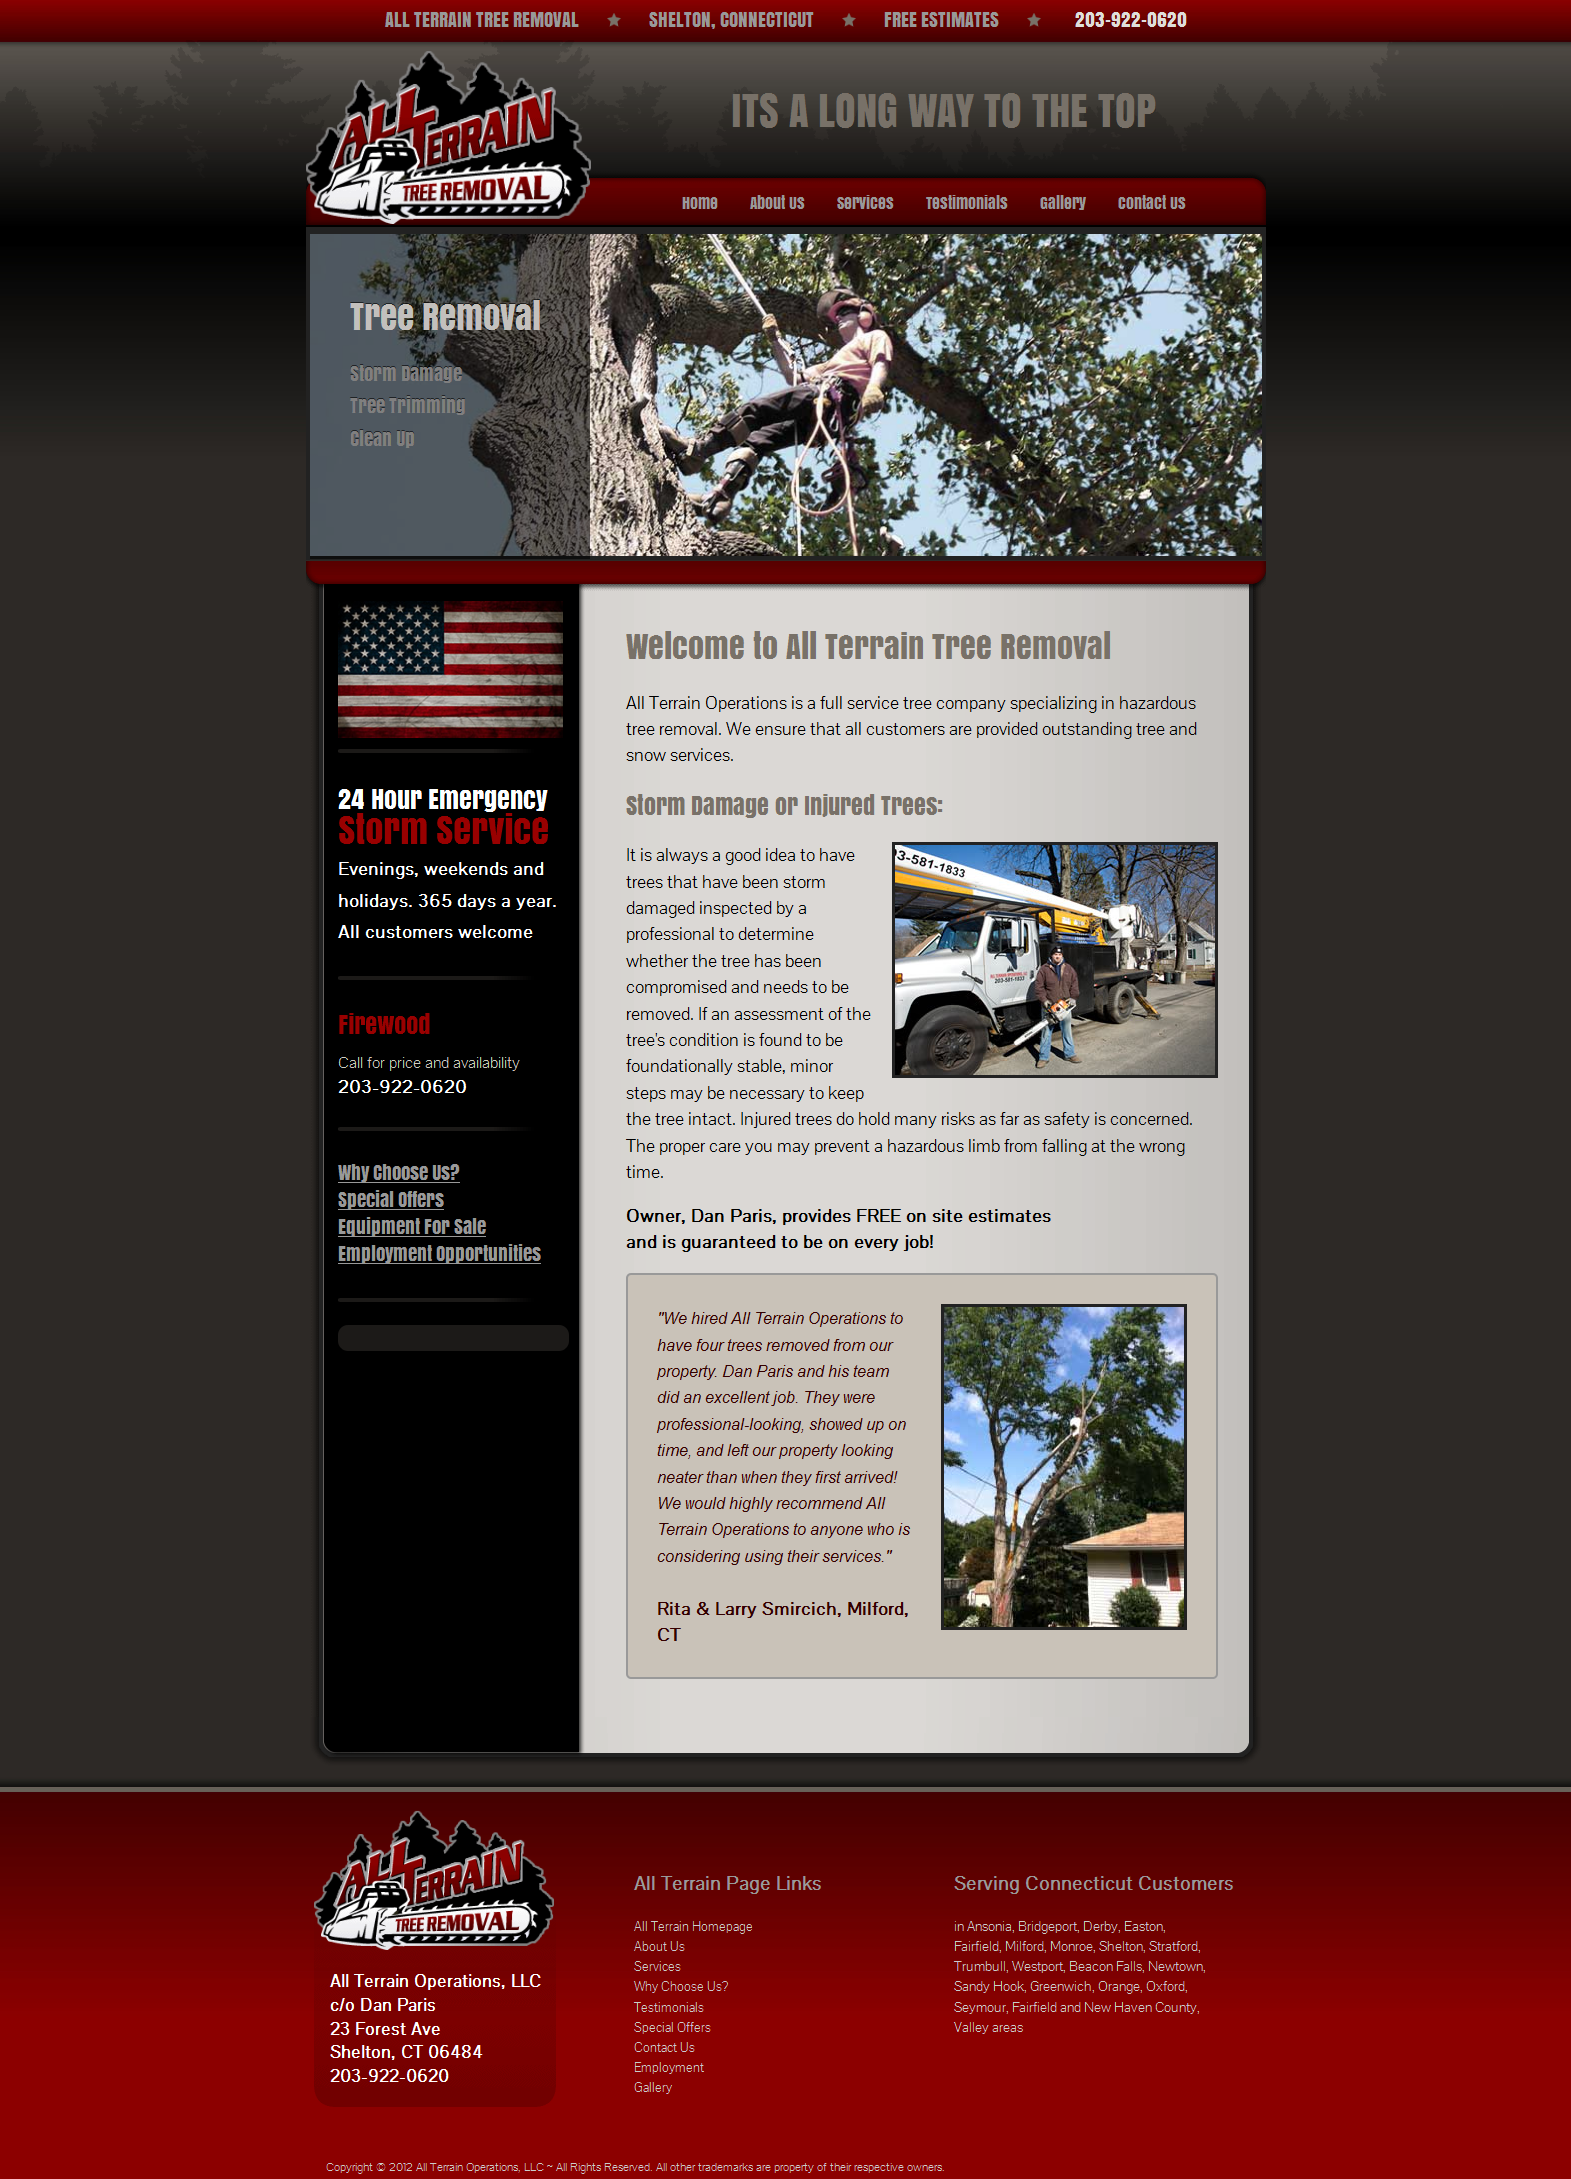 ALL TERRAIN TREE REMOVAL ★ SHELTON, CONNECTICUT ★ FREE ESTIMATES ★ 203-922-0620
ALL TERRAIN
TREE REMOVAL
ITS A LONG WAY TO THE TOP
Home About Us Services Testimonials Gallery Contact Us
Tree Removal
Storm Damage
Tree Trimming
Clean Up
24 Hour Emergency
Storm Service
Evenings, weekends and
holidays. 365 days a year.
All customers welcome
Firewood
Call for price and availability
203-922-0620
Why Choose Us?
Special Offers
Equipment For Sale
Employment Opportunities
Welcome to All Terrain Tree Removal
All Terrain Operations is a full service tree company specializing in hazardous
tree removal. We ensure that all customers are provided outstanding tree and
snow services.
Storm Damage or Injured Trees:
It is always a good idea to have
trees that have been storm
damaged inspected by a
professional to determine
whether the tree has been
compromised and needs to be
removed. If an assessment of the
tree's condition is found to be
foundationally stable, minor
steps may be necessary to keep
the tree intact. Injured trees do hold many risks as far as safety is concerned.
The proper care you may prevent a hazardous limb from falling at the wrong
time.
03-581-1833
ALL TERRAIN OPERATIONS, LLC
203-581-1833
Owner, Dan Paris, provides FREE on site estimates
and is guaranteed to be on every job!
"We hired All Terrain Operations to
have four trees removed from our
property. Dan Paris and his team
did an excellent job. They were
professional-looking, showed up on
time, and left our property looking
neater than when they first arrived!
We would highly recommend All
Terrain Operations to anyone who is
considering using their services."
Rita & Larry Smircich, Milford,
CT
ALL TERRAIN
TREE REMOVAL
All Terrain Operations, LLC
c/o Dan Paris
23 Forest Ave
Shelton, CT 06484
203-922-0620
All Terrain Page Links
All Terrain Homepage
About Us
Services
Why Choose Us?
Testimonials
Special Offers
Contact Us
Employment
Gallery
Serving Connecticut Customers
in Ansonia, Bridgeport, Derby, Easton,
Fairfield, Milford, Monroe, Shelton, Stratford,
Trumbull, Westport, Beacon Falls, Newtown,
Sandy Hook, Greenwich, Orange, Oxford,
Seymour, Fairfield and New Haven County,
Valley areas
Copyright © 2012 All Terrain Operations, LLC ~ All Rights Reserved. All other trademarks are property of their respective owners.